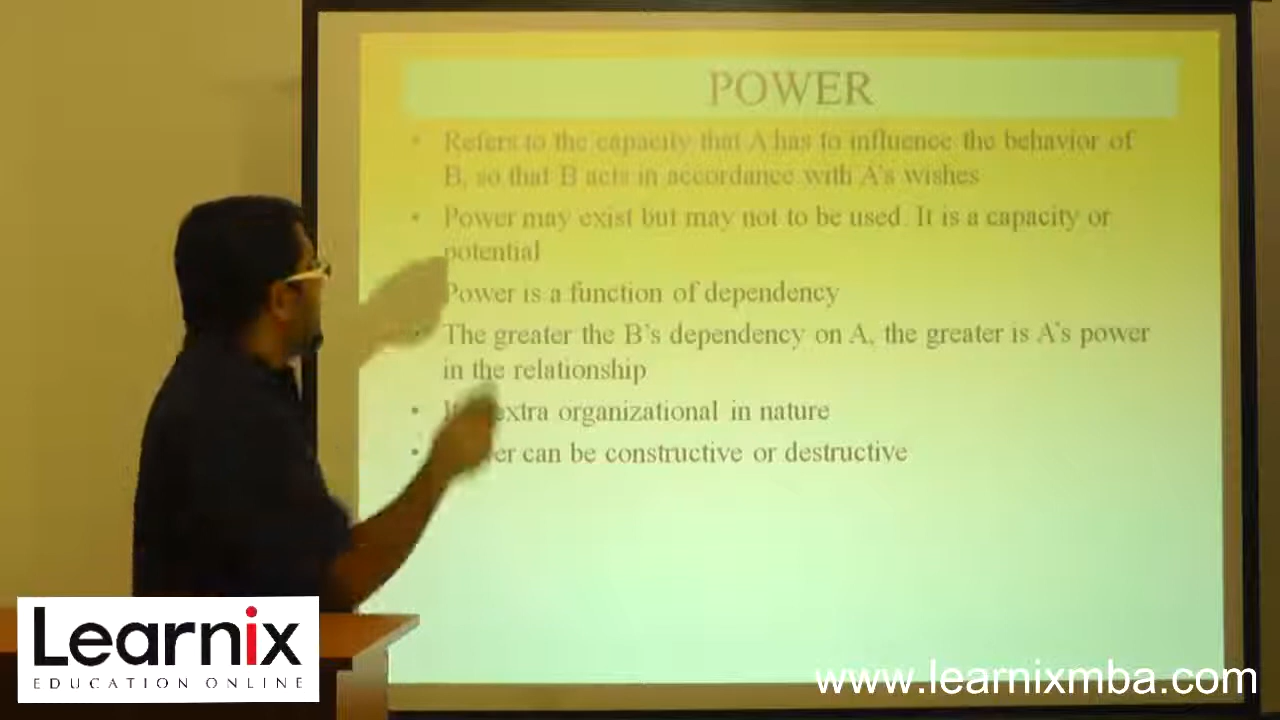 POWER
• Refers to the capacity that A has to influence the behavior of
B, so that B acts in accordance with A's wishes
• Power may exist but may not to be used. It is a capacity or
potential
Power is a function of dependency
• The greater the B's dependency on A, the greater is A's power
in the relationship
• extra organizational in nature
• can be constructive or destructive
Learnix
EDUCATION ONLINE
www.learnixmba.com